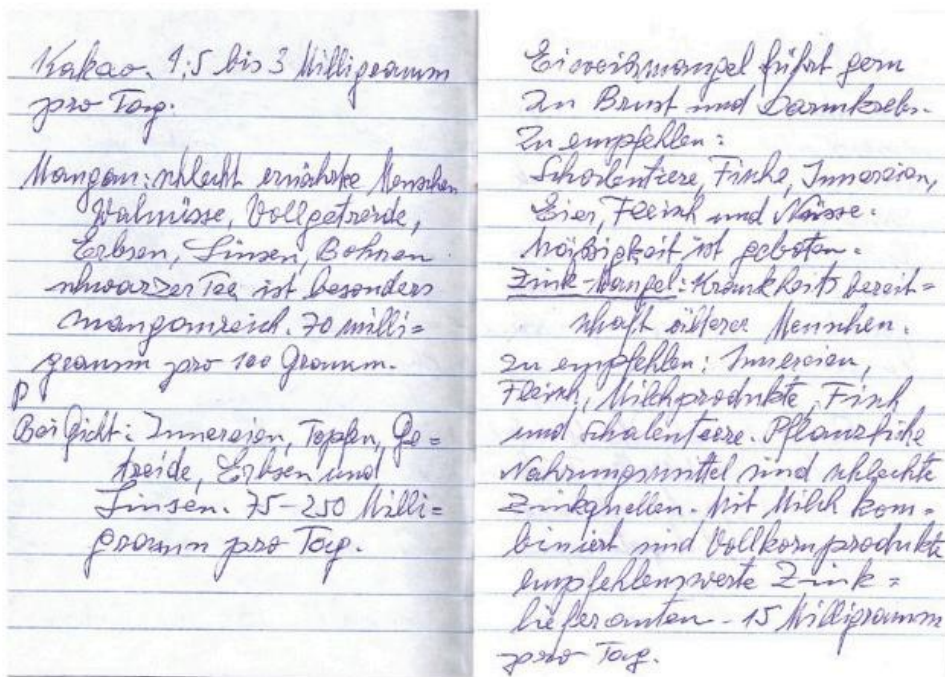 Kakao. 1,5 bis 3 Milligramm
pro Tag.
Mangan: schlecht ernährte Menschen
Walnüsse, Vollgetreide,
Erbsen, Linsen, Bohnen.
schwarzer Tee ist besonders
manganreich. 70 milli=
gramm pro 100 Gramm.
P
Bei Gicht: Innereien, Topfen, Ge=
treide, Erbsen und
Linsen. 75-250 Milli=
gramm pro Tag.
Eiweißmangel führt gern
zu Brust und Darmkrebs.
Zu empfehlen:
Schalentiere, Fische, Innereien,
Eier, Fleisch und Nüsse.
Mäßigkeit ist geboten.
Zink-Mangel: Krankheitsbereit=
schaft älterer Menschen.
zu empfehlen: Innereien,
Fleisch, Milchprodukte, Fisch
und Schalentiere. Pflanzliche
Nahrungsmittel sind schlechte
Zinkquellen. Mit Milch kom=
biniert sind Vollkornprodukte
empfehlenswerte Zink=
lieferanten - 15 Milligramm
pro Tag.